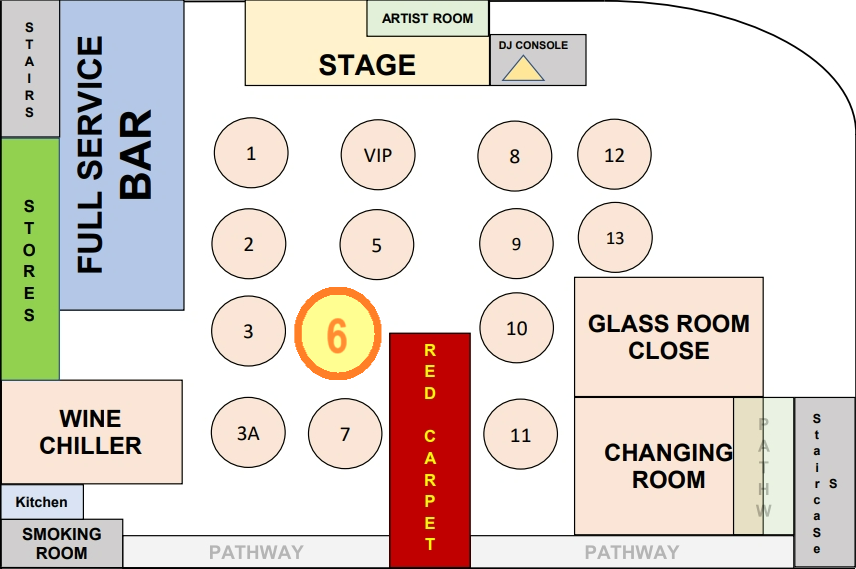 STAIRS
FULL SERVICE
BAR
STAGE
ARTIST ROOM
DJ CONSOLE
STORES
1
VIP
8
12
2
5
9
13
3
6
10
GLASS ROOM
CLOSE
RED CARPET
WINE
CHILLER
3A
7
11
CHANGING
ROOM
PATHW
StaircaSe
S
Kitchen
SMOKING
ROOM
PATHWAY
PATHWAY